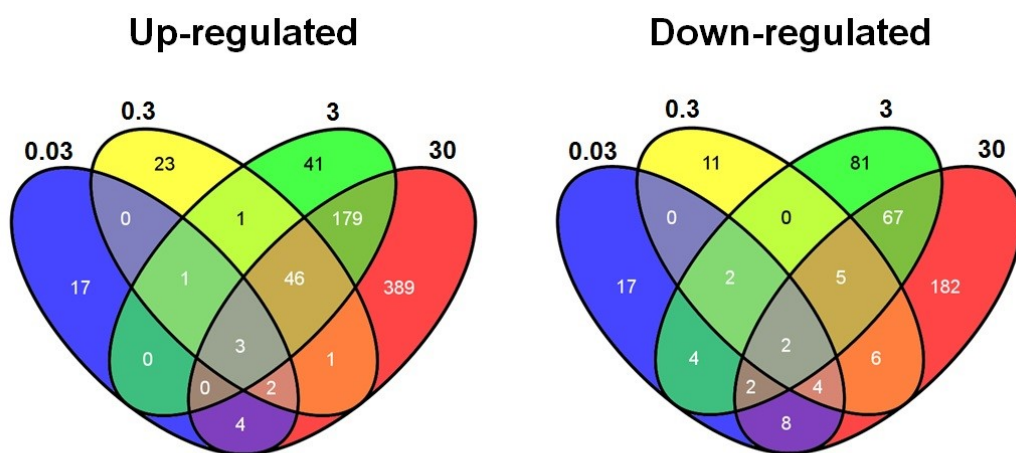 Up-regulated Down-regulated
0.3 3 0.3 3
0.03 30 0.03 30
23 41 11 81
0 1 179 0 0 67
17 1 46 389 17 2 5 182
0 3 1 4 2 6
0 2 2 4
4 8